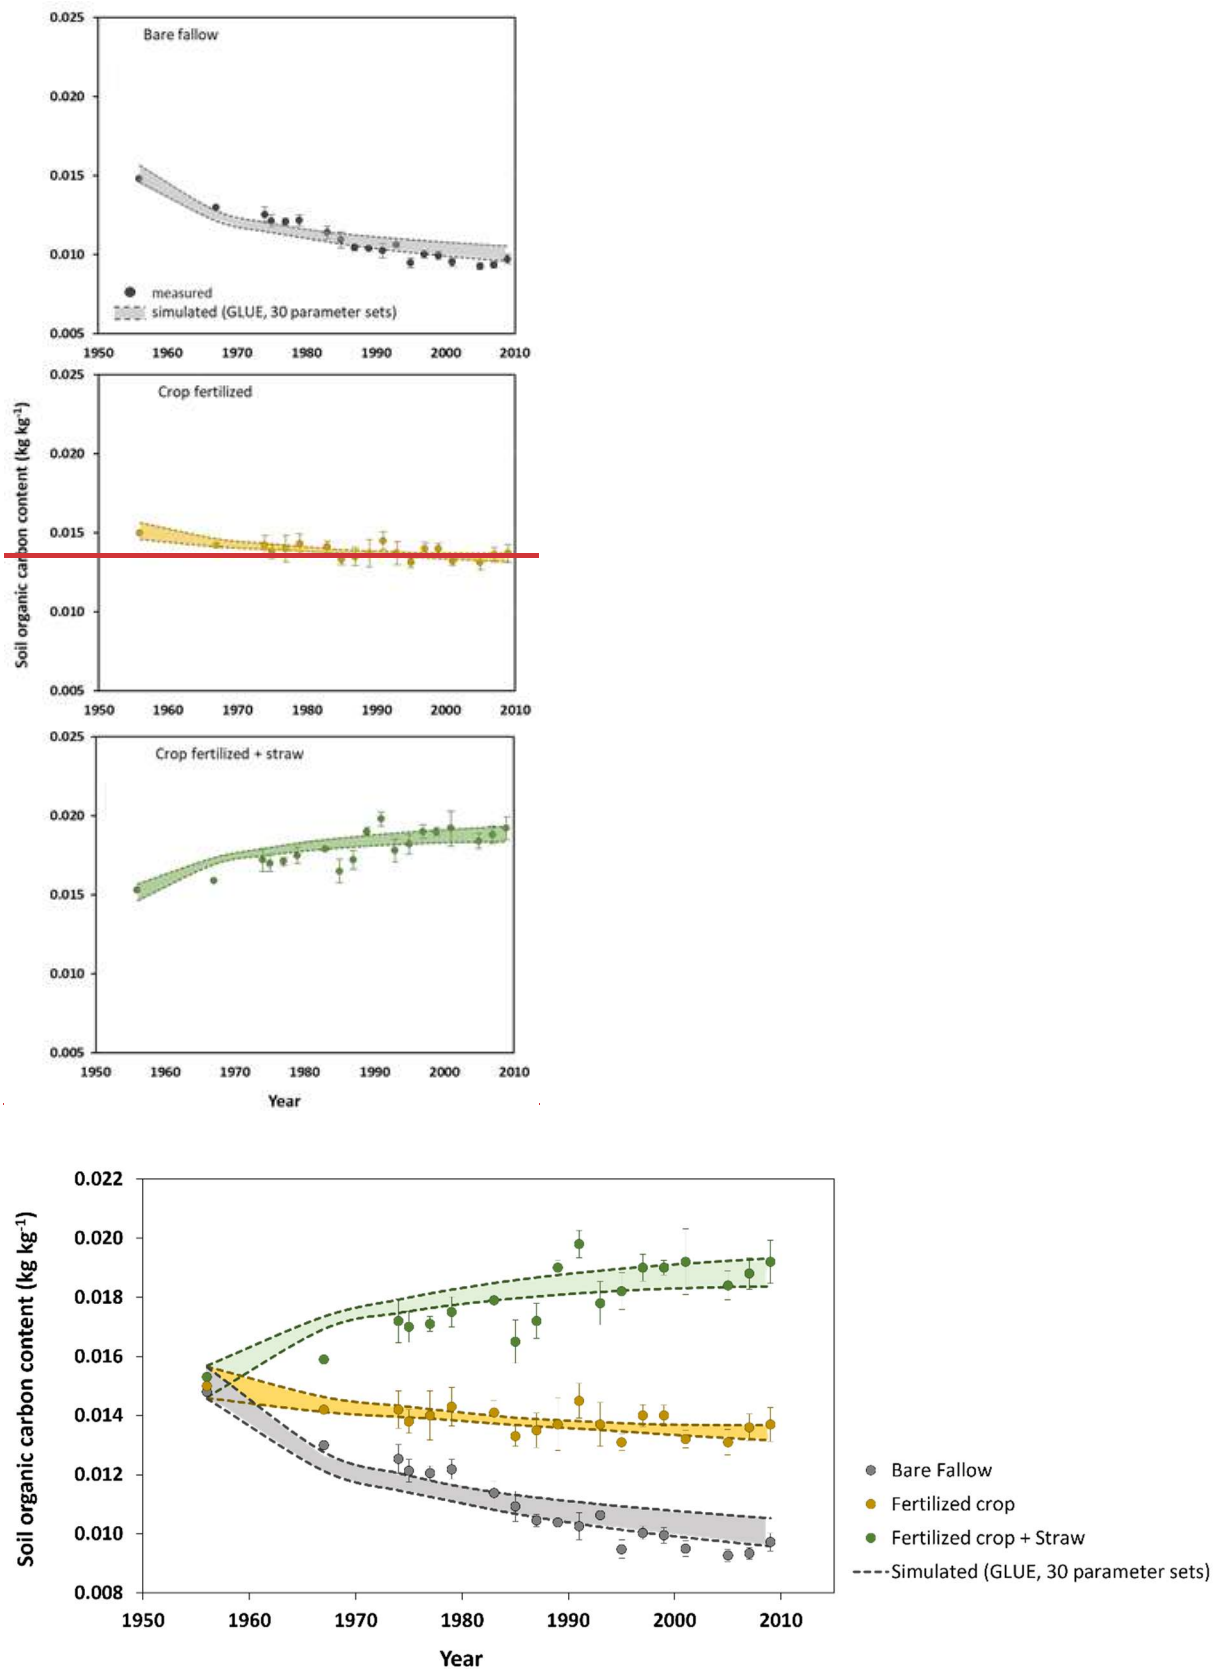 0.025
Bare fallow
0.020
0.015
0.010
measured
simulated (GLUE, 30 parameter sets)
0.005
1950 1960 1970 1980 1990 2000 2010
0.025
Crop fertilized
0.020
0.015
0.010
0.005
1950 1960 1970 1980 1990 2000 2010
Soil organic carbon content (kg kg⁻¹)
0.025
Crop fertilized + straw
0.020
0.015
0.010
0.005
1950 1960 1970 1980 1990 2000 2010
Year
Soil organic carbon content (kg kg⁻¹)
0.022
0.020
0.018
0.016
0.014
0.012
0.010
0.008
1950 1960 1970 1980 1990 2000 2010
Year
Bare Fallow
Fertilized crop
Fertilized crop + Straw
Simulated (GLUE, 30 parameter sets)